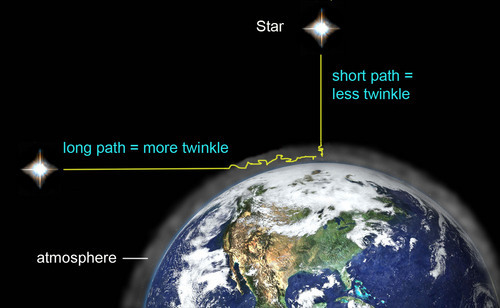 Star
short path =
less twinkle
long path = more twinkle
atmosphere